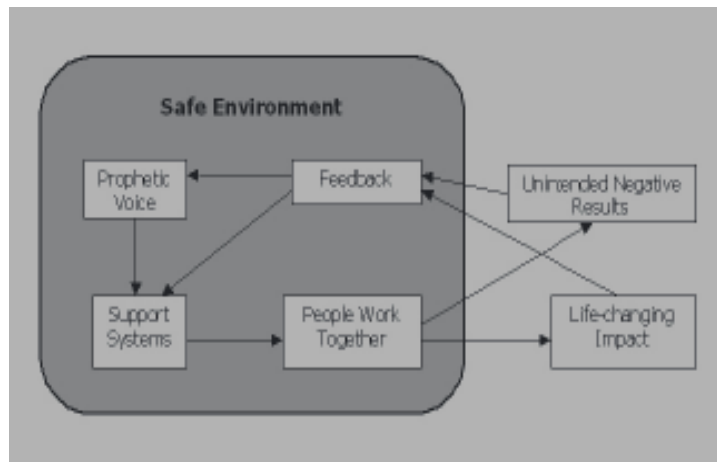 Safe Environment
Prophetic
Voice
Feedback
Unintended Negative
Results
Support
Systems
People Work
Together
Life-changing
Impact